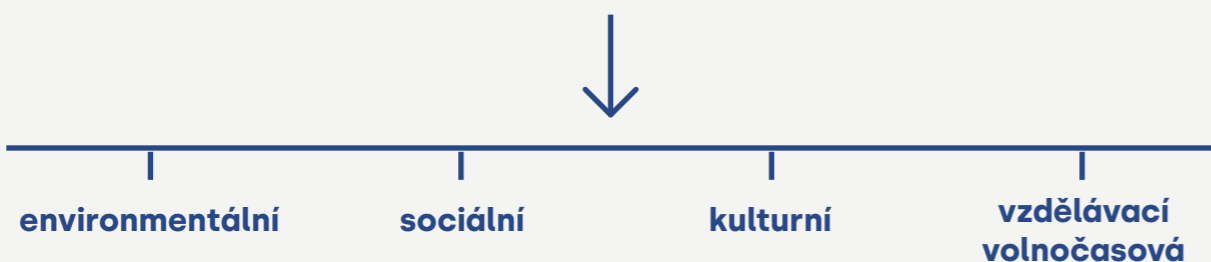 environmentální
sociální
kulturní
vzdělávací
volnočasová